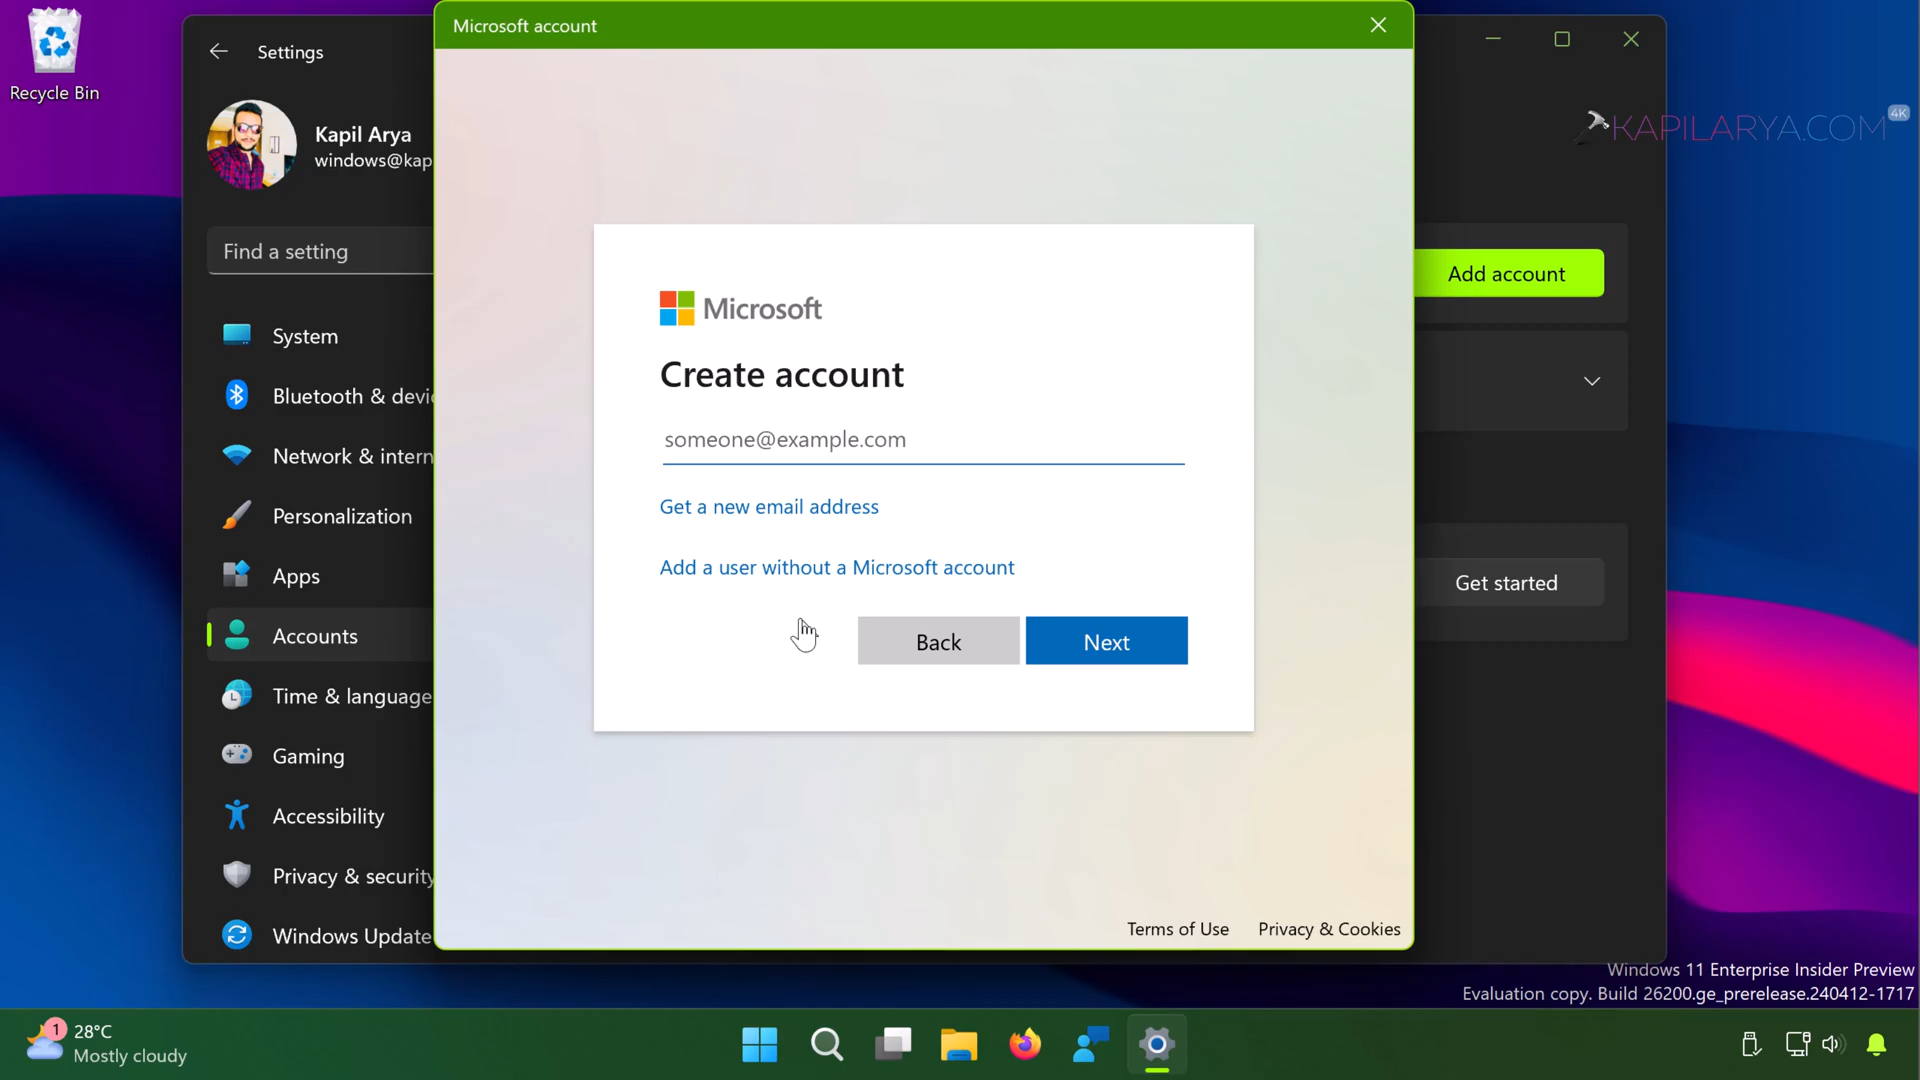 Recycle Bin
Settings
Kapil Arya
windows@kap
Find a setting
System
Bluetooth & devi
Network & intern
Personalization
Apps
Accounts
Time & language
Gaming
Accessibility
Privacy & security
Windows Update
Microsoft account
Microsoft
Create account
someone@example.com
Get a new email address
Add a user without a Microsoft account
Back
Next
Terms of Use
Privacy & Cookies
KAPILARYA.COM
4K
Add account
Get started
Windows 11 Enterprise Insider Preview
Evaluation copy. Build 26200.ge_prerelease.240412-1717
1
28°C
Mostly cloudy